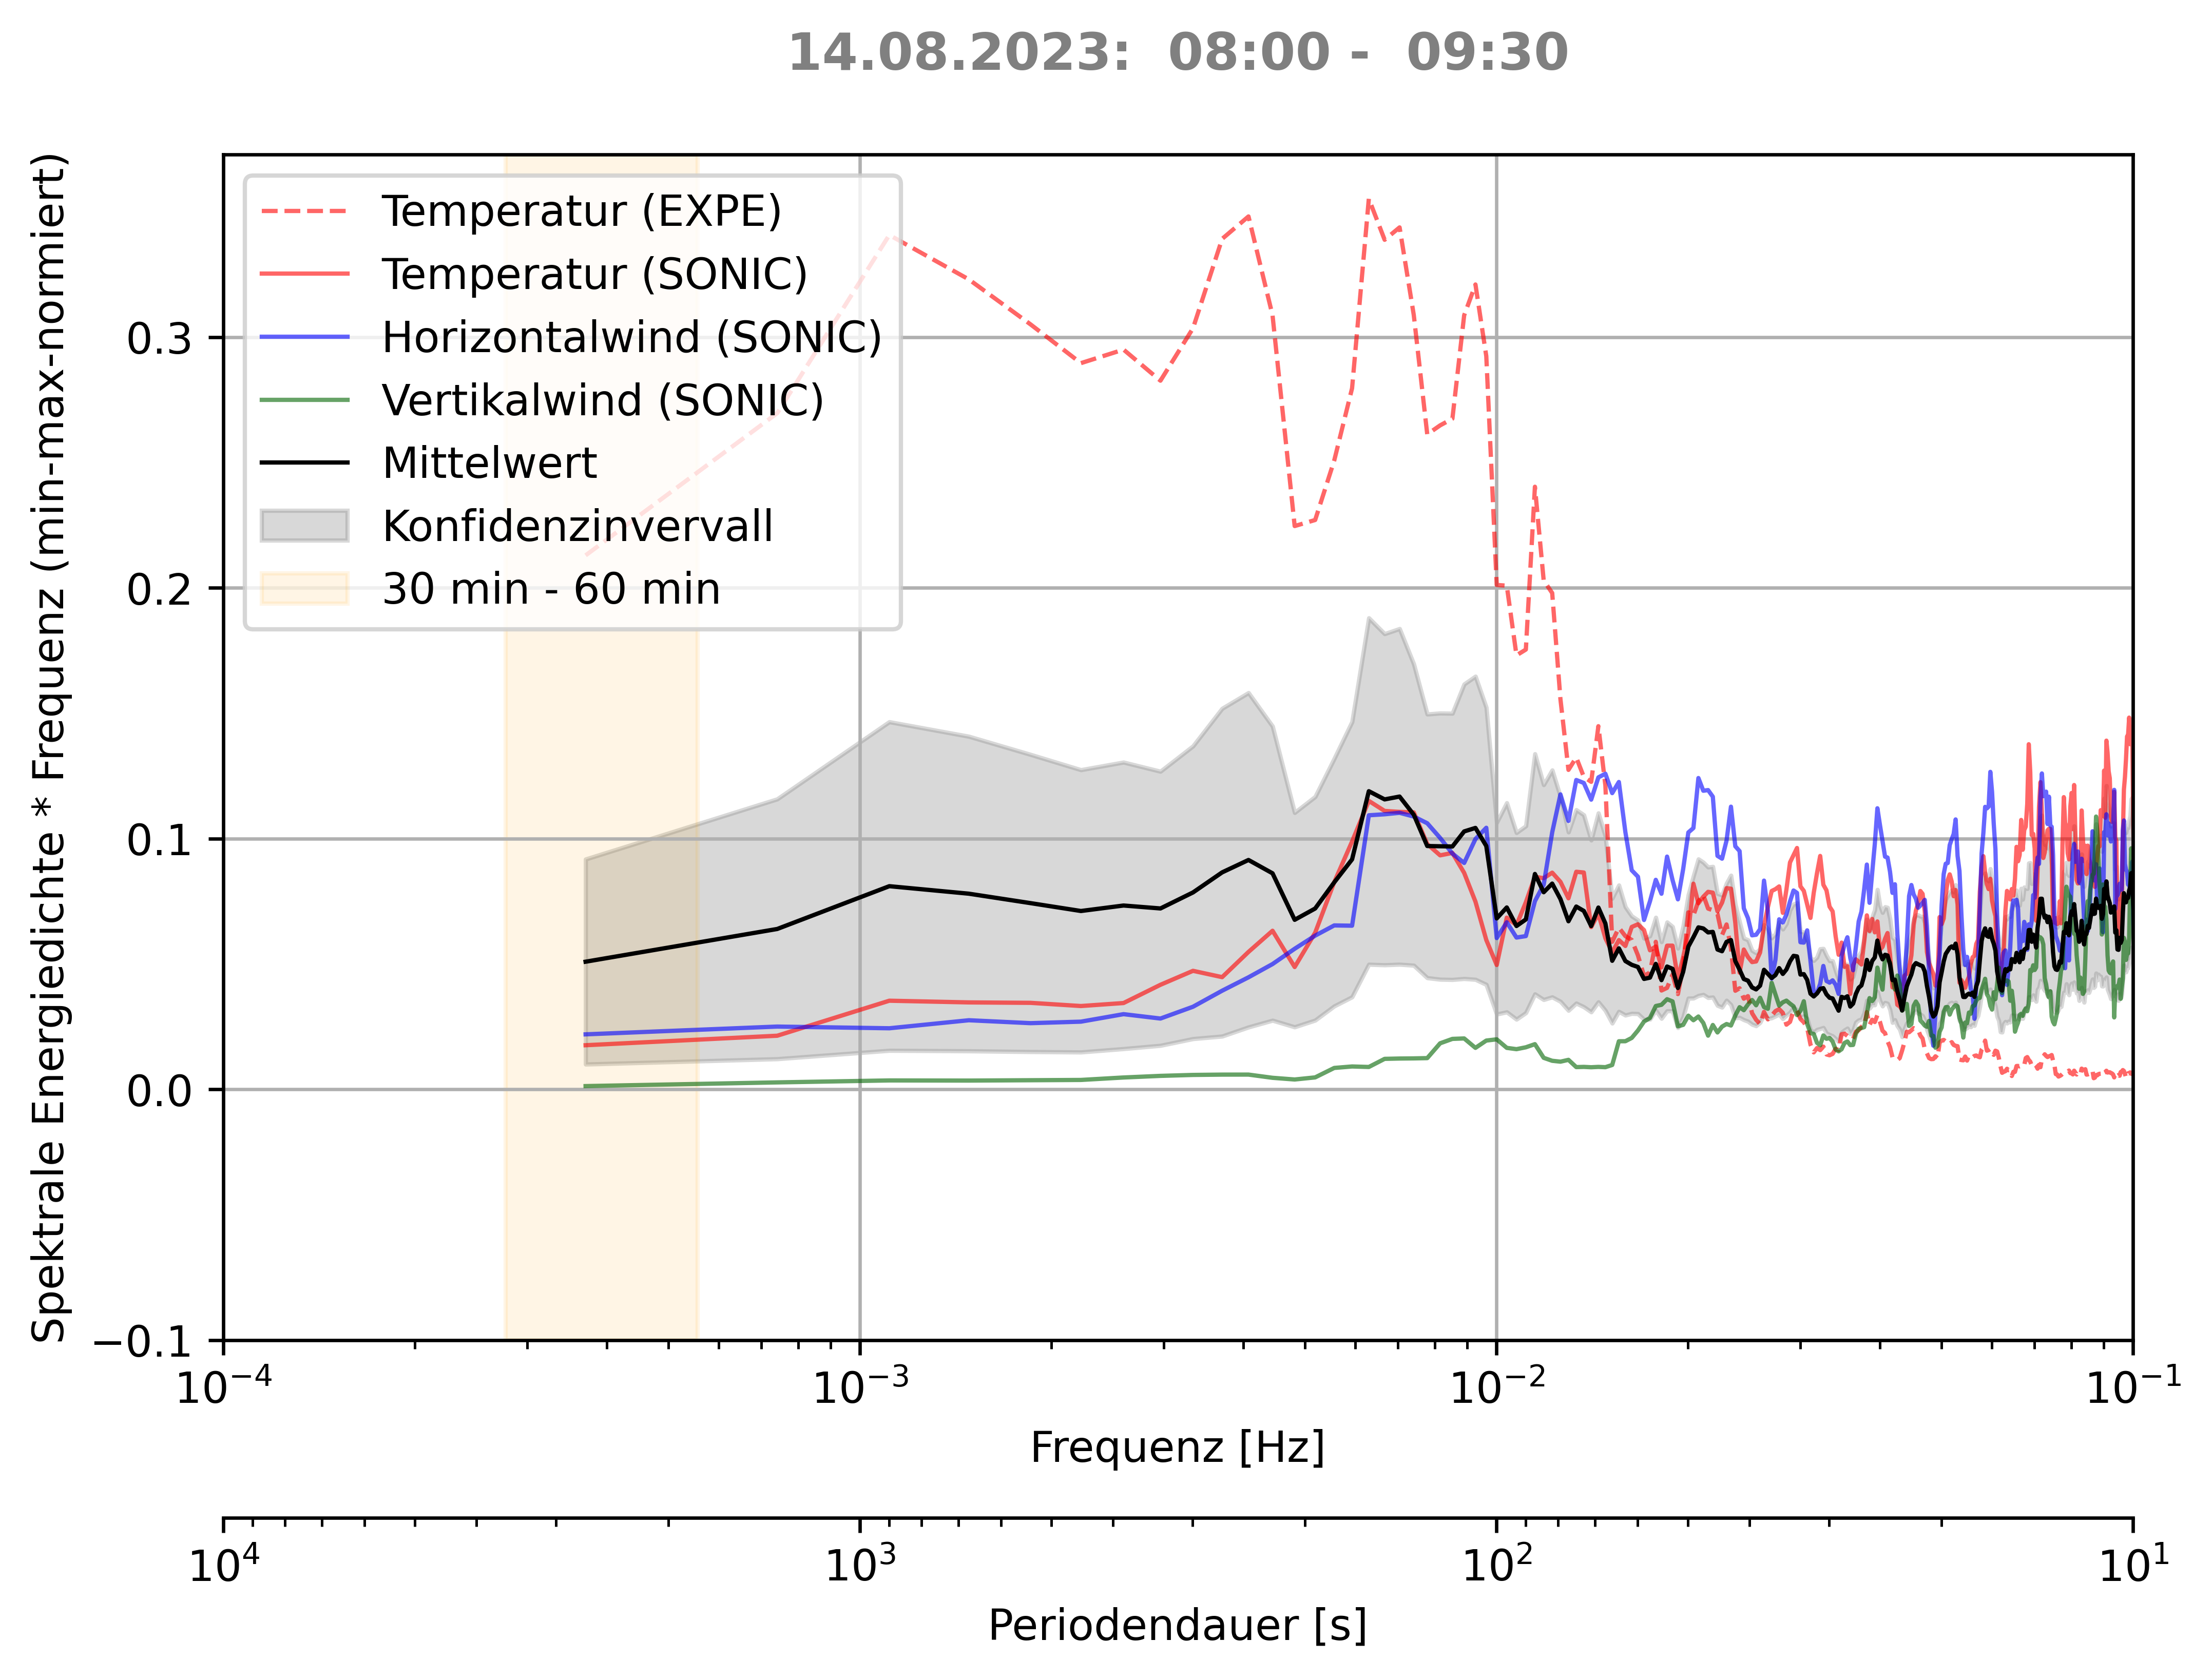 14.08.2023:  08:00 -  09:30
Spektrale Energiedichte * Frequenz (min-max-normiert)
Temperatur (EXPE)
Temperatur (SONIC)
Horizontalwind (SONIC)
Vertikalwind (SONIC)
Mittelwert
Konfidenzinvervall
30 min - 60 min
0.3
0.2
0.1
0.0
−0.1
10⁻⁴ 10⁻³ 10⁻² 10⁻¹
Frequenz [Hz]
10⁴ 10³ 10² 10¹
Periodendauer [s]